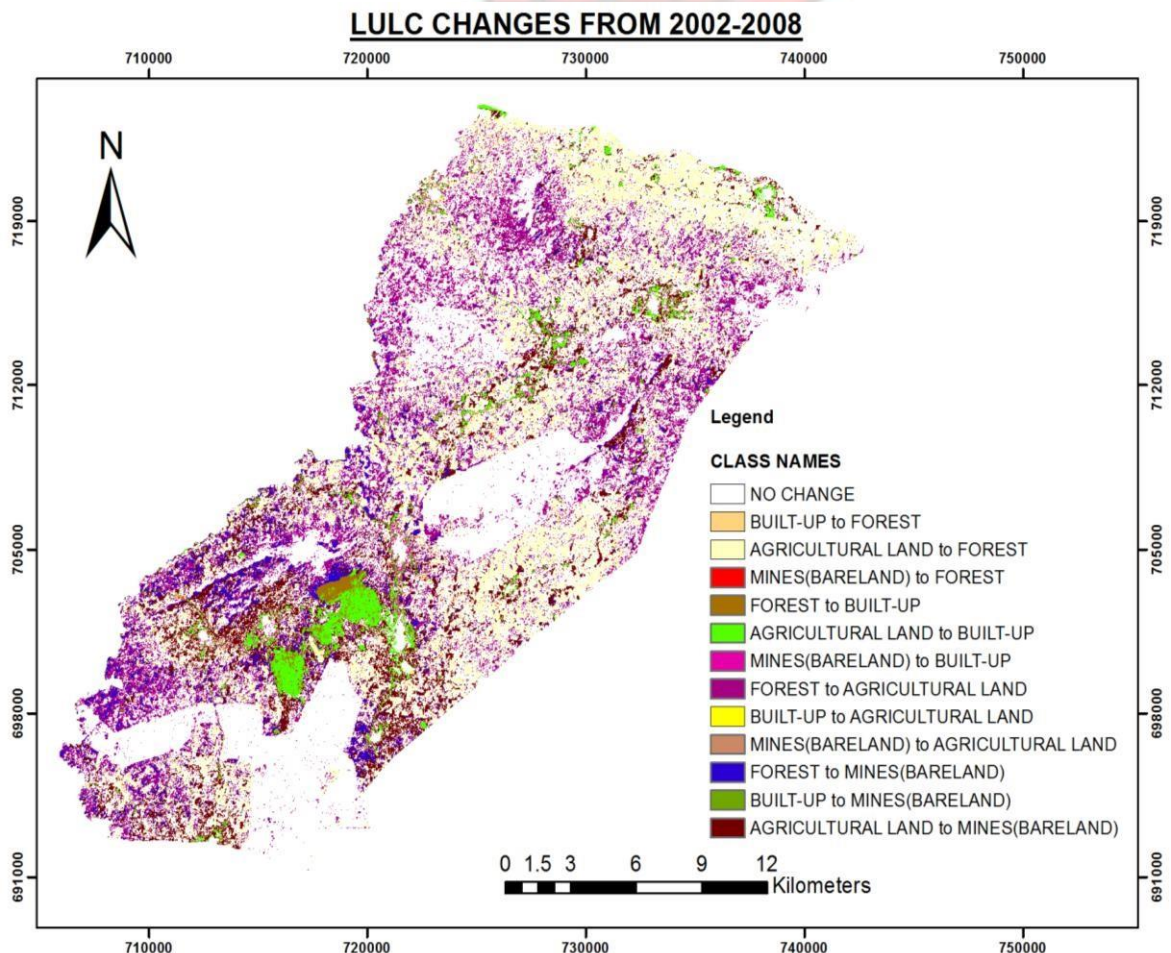 LULC CHANGES FROM 2002-2008
710000 720000 730000 740000 750000
N
719000 719000
712000 712000
705000 705000
698000 698000
691000 691000
Legend
CLASS NAMES
NO CHANGE
BUILT-UP to FOREST
AGRICULTURAL LAND to FOREST
MINES(BARELAND) to FOREST
FOREST to BUILT-UP
AGRICULTURAL LAND to BUILT-UP
MINES(BARELAND) to BUILT-UP
FOREST to AGRICULTURAL LAND
BUILT-UP to AGRICULTURAL LAND
MINES(BARELAND) to AGRICULTURAL LAND
FOREST to MINES(BARELAND)
BUILT-UP to MINES(BARELAND)
AGRICULTURAL LAND to MINES(BARELAND)
0 1.5 3 6 9 12
Kilometers
710000 720000 730000 740000 750000